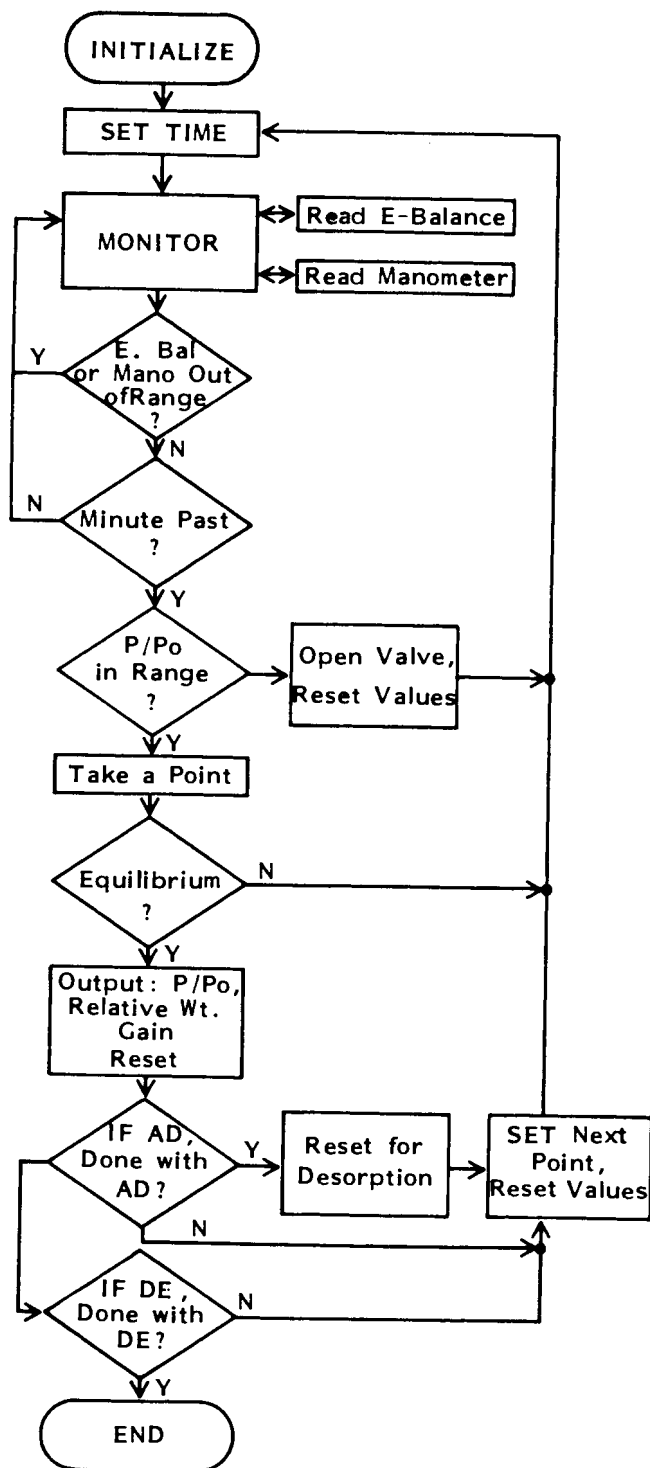 INITIALIZE
SET TIME
MONITOR
Read E-Balance
Read Manometer
E. Bal
or Mano Out
ofRange
?
Y
N
Minute Past
?
N
Y
P/Po
in Range
?
Open Valve,
Reset Values
Y
Take a Point
Equilibrium
?
N
Y
Output: P/Po,
Relative Wt.
Gain
Reset
IF AD,
Done with
AD?
Y
Reset for
Desorption
SET Next
Point,
Reset Values
N
IF DE,
Done with
DE?
N
Y
END